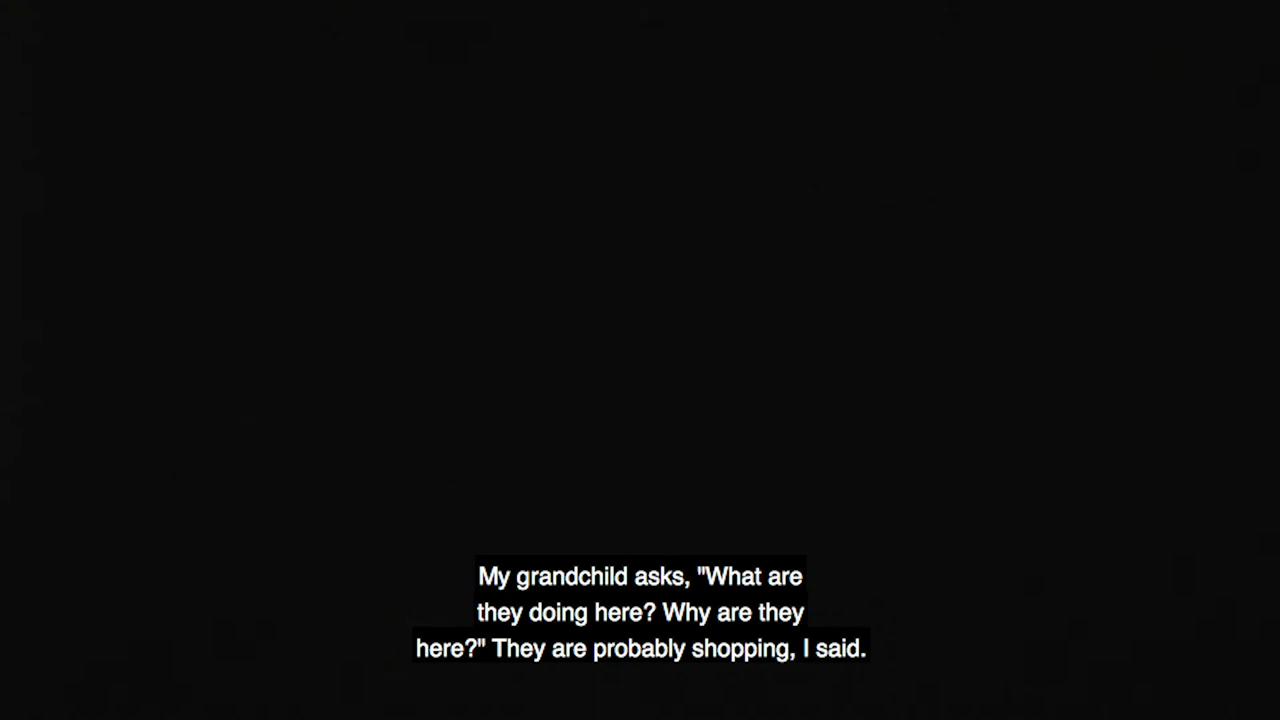 My grandchild asks, "What are
they doing here? Why are they
here?" They are probably shopping, I said.